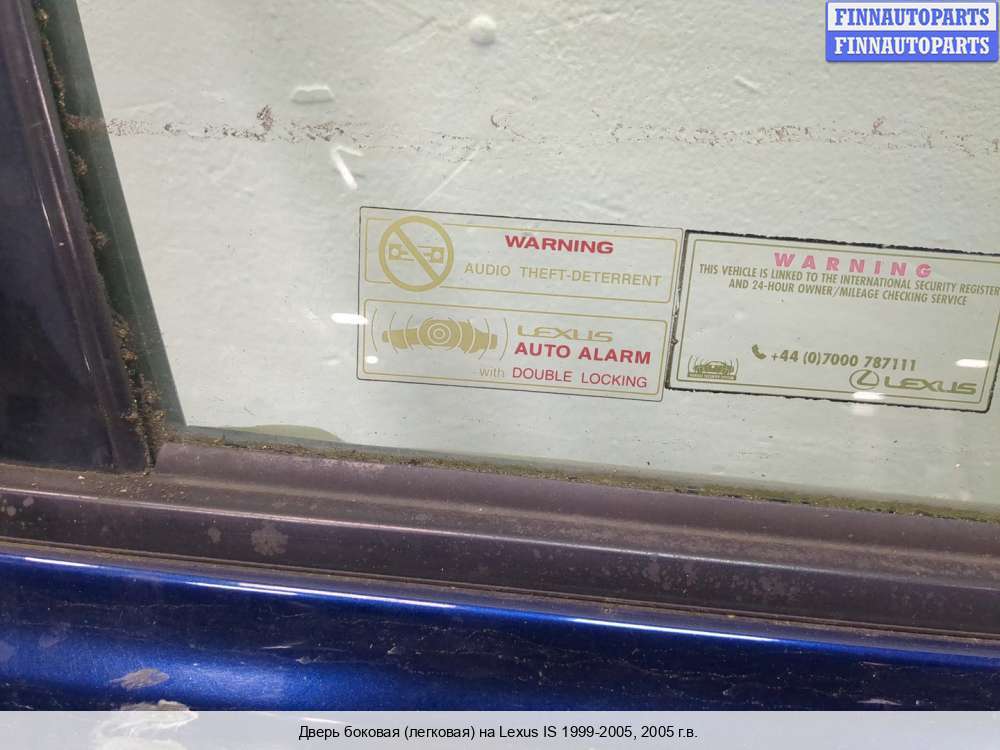 FINNAUTOPARTS
FINNAUTOPARTS
WARNING
AUDIO THEFT-DETERRENT
LEXUS
AUTO ALARM
with DOUBLE LOCKING
WARNING
THIS VEHICLE IS LINKED TO THE INTERNATIONAL SECURITY REGISTER
AND 24-HOUR OWNER/MILEAGE CHECKING SERVICE
+44 (0)7000 787111
LEXUS
Дверь боковая (легковая) на Lexus IS 1999-2005, 2005 г.в.